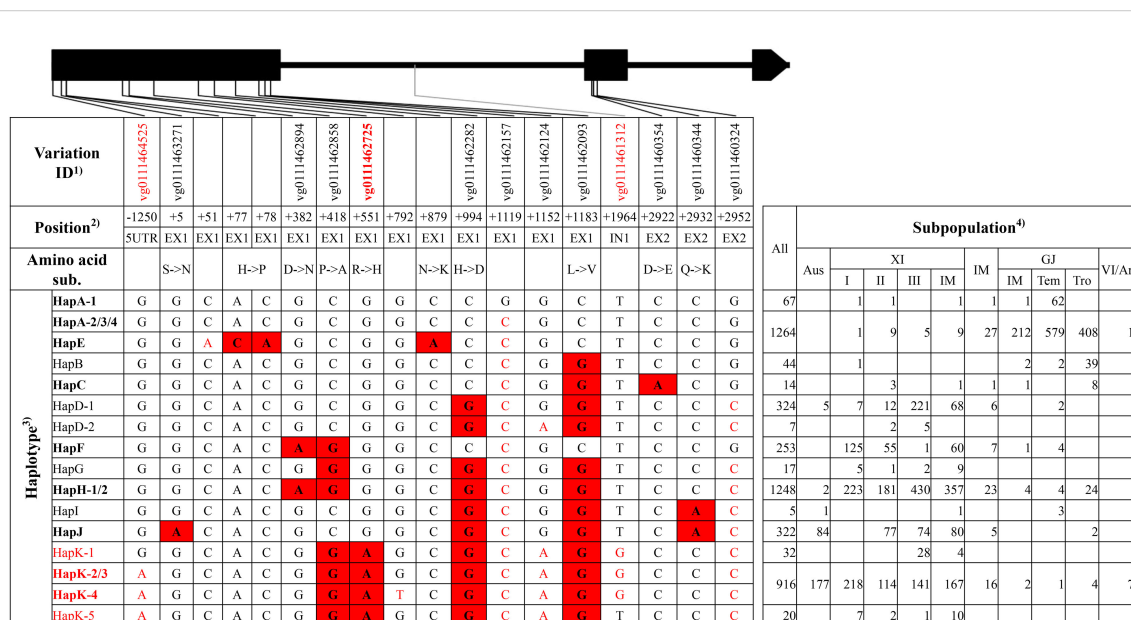 Variation ID1)
vg0111464525 vg0111463271 vg0111462894 vg0111462858 vg0111462725 vg0111462282 vg0111462157 vg0111462124 vg0111462093 vg0111461312 vg0111460354 vg0111460344 vg0111460324
Position2) -1250 +5 +51 +77 +78 +382 +418 +551 +792 +879 +994 +1119 +1152 +1183 +1964 +2922 +2932 +2952
5UTR EX1 EX1 EX1 EX1 EX1 EX1 EX1 EX1 EX1 EX1 EX1 EX1 EX1 IN1 EX2 EX2 EX2
Amino acid sub. S->N H->P D->N P->A R->H N->K H->D L->V D->E Q->K
All Subpopulation4)
Aus XI IM GJ
I II III IM IM Tem Tro
Haplotype3)
HapA-1 G G C A C G C G G C C G G C T C C G 67 1 1 1 1 1 62
HapA-2/3/4 G G C A C G C G G C C C G C T C C G
1264 1 9 5 9 27 212 579 408
HapE G G A C A G C G G A C C G C T C C G
HapB G G C A C G C G G C C C G G T C C G 44 1 2 2 39
HapC G G C A C G C G G C C C G G T A C G 14 3 1 1 1 8
HapD-1 G G C A C G C G G C G C G G T C C C 324 5 7 12 221 68 6 2
HapD-2 G G C A C G C G G C G C A G T C C C 7 2 5
HapF G G C A C A G G G C C C G C T C C G 253 125 55 1 60 7 1 4
HapG G G C A C G G G G C G C G G T C C C 17 5 1 2 9
HapH-1/2 G G C A C A G G G C G C G G T C C C 1248 2 223 181 430 357 23 4 4 24
HapI G G C A C G C G G C G C G G T C A C 5 1 1 3
HapJ G A C A C G C G G C G C G G T C A C 322 84 77 74 80 5 2
HapK-1 G G C A C G G A G C G C A G G C C C 32 28 4
HapK-2/3 A G C A C G G A G C G C A G G C C C
916 177 218 114 141 167 16 2 1 4
HapK-4 A G C A C G G A T C G C A G G C C C
HapK-5 A G C A C G G A G C G C A G T C C C 20 7 2 1 10